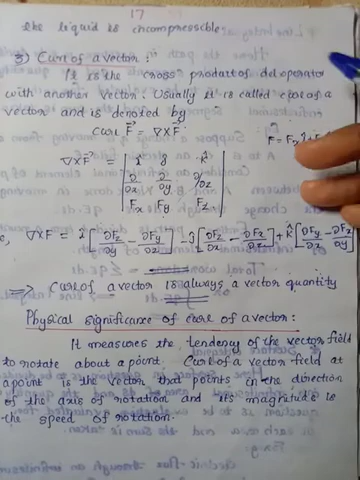 17
the liquid is incompressible.
3) Curl of a vector:
It is the cross product of del operator
with another vector. Usually it is called curl of a
vector and is denoted by
Curl F⃗ = ∇×F⃗
F = Fx
∇×F⃗ = | î ĵ k̂ |
| ∂/∂x ∂/∂y ∂/∂z |
| Fx Fy Fz |
∇×F⃗ = î [∂Fz/∂y − ∂Fy/∂z] − ĵ [∂Fz/∂x − ∂Fx/∂z] + k̂ [∂Fy/∂x − ∂Fx/∂y]
⇒ Curl of a vector is always a vector quantity
Physical significance of curl of a vector:
It measures the tendency of the vector field
to rotate about a point. Curl of a vector field at
a point is the vector that points in the direction
of the axis of rotation and its magnitude is
the speed of rotation.